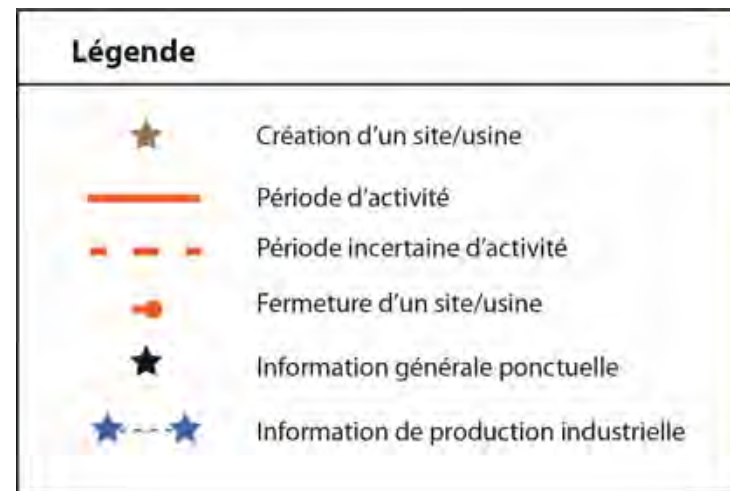 Légende
Création d'un site/usine
Période d'activité
Période incertaine d'activité
Fermeture d'un site/usine
Information générale ponctuelle
Information de production industrielle